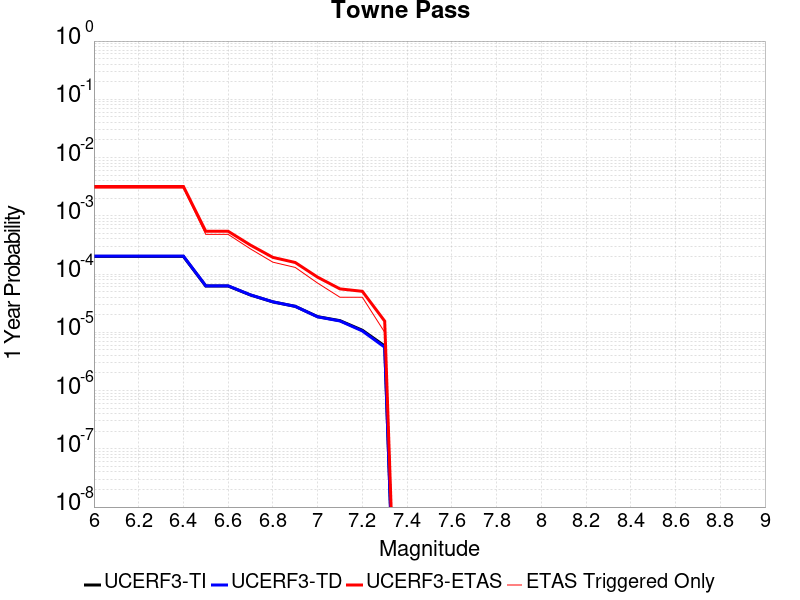 Towne Pass
10^0
10^-1
10^-2
10^-3
10^-4
10^-5
10^-6
10^-7
10^-8
1 Year Probability
6 6.2 6.4 6.6 6.8 7 7.2 7.4 7.6 7.8 8 8.2 8.4 8.6 8.8 9
Magnitude
UCERF3-TI UCERF3-TD UCERF3-ETAS ETAS Triggered Only